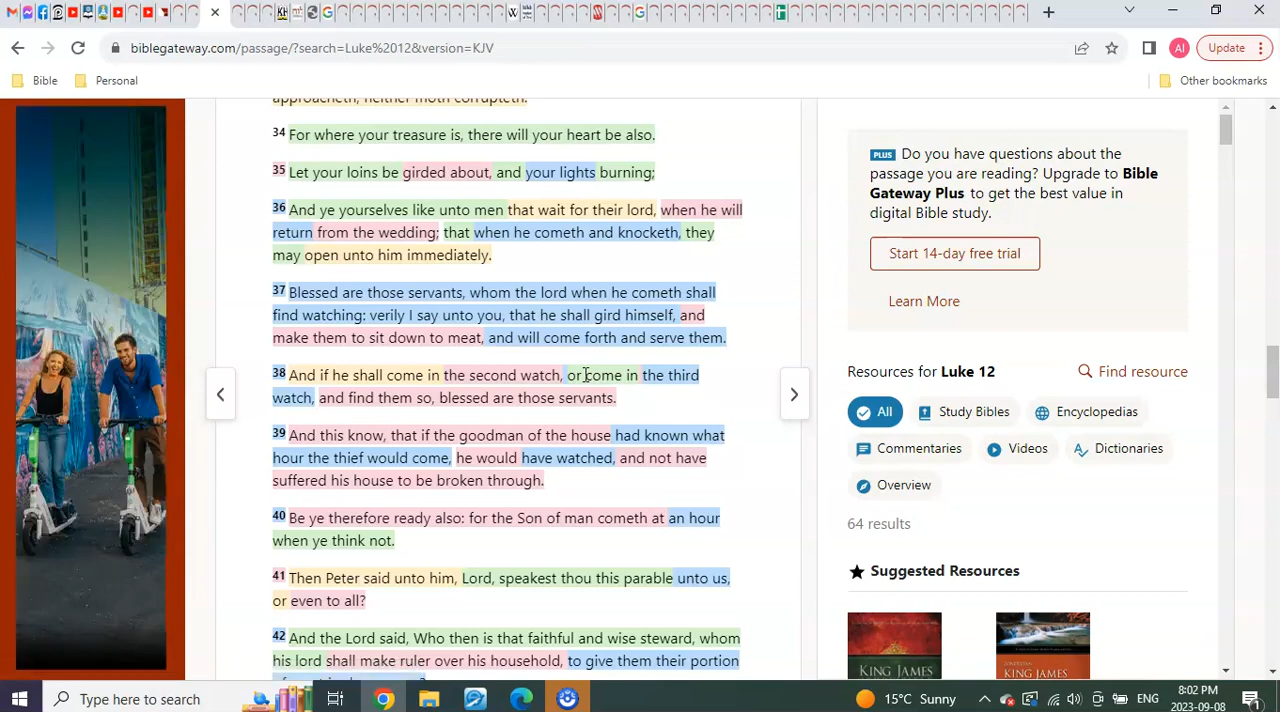 biblegateway.com/passage/?search=Luke%2012&version=KJV
Update
AI
Bible
Personal
Other bookmarks
approacheth, neither moth corrupteth.
34 For where your treasure is, there will your heart be also.
35 Let your loins be girded about, and your lights burning;
36 And ye yourselves like unto men that wait for their lord, when he will
return from the wedding; that when he cometh and knocketh, they
may open unto him immediately.
37 Blessed are those servants, whom the lord when he cometh shall
find watching: verily I say unto you, that he shall gird himself, and
make them to sit down to meat, and will come forth and serve them.
38 And if he shall come in the second watch, or come in the third
watch, and find them so, blessed are those servants.
39 And this know, that if the goodman of the house had known what
hour the thief would come, he would have watched, and not have
suffered his house to be broken through.
40 Be ye therefore ready also: for the Son of man cometh at an hour
when ye think not.
41 Then Peter said unto him, Lord, speakest thou this parable unto us,
or even to all?
42 And the Lord said, Who then is that faithful and wise steward, whom
his lord shall make ruler over his household, to give them their portion
PLUS Do you have questions about the
passage you are reading? Upgrade to Bible
Gateway Plus to get the best value in
digital Bible study.
Start 14-day free trial
Learn More
Resources for Luke 12
Find resource
All
Study Bibles
Encyclopedias
Commentaries
Videos
Dictionaries
Overview
64 results
Suggested Resources
KING JAMES
KING JAMES
Type here to search
15°C Sunny
ENG
8:02 PM
2023-09-08
1